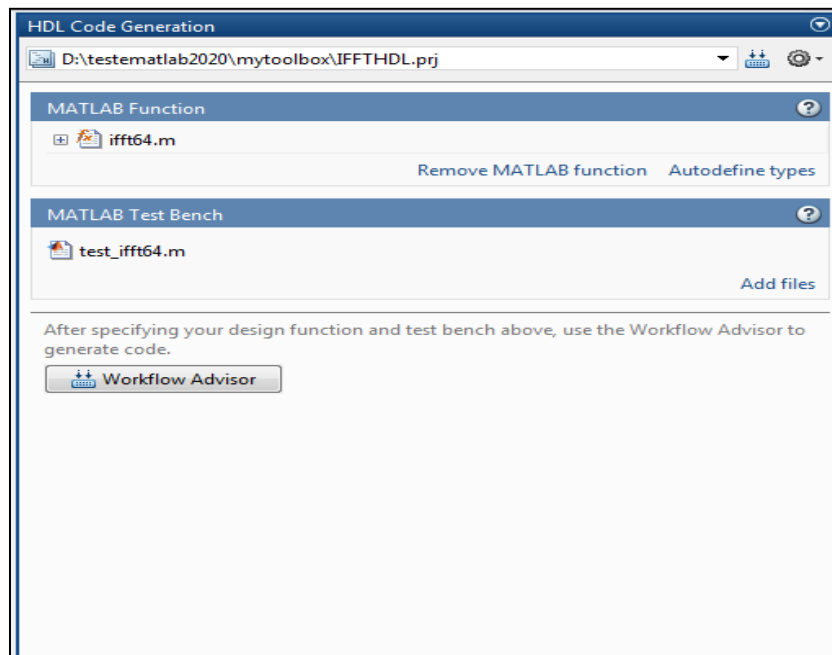 HDL Code Generation
D:\testematlab2020\mytoolbox\IFFTHDL.prj
MATLAB Function
ifft64.m
Remove MATLAB function Autodefine types
MATLAB Test Bench
test_ifft64.m
Add files
After specifying your design function and test bench above, use the Workflow Advisor to
generate code.
Workflow Advisor